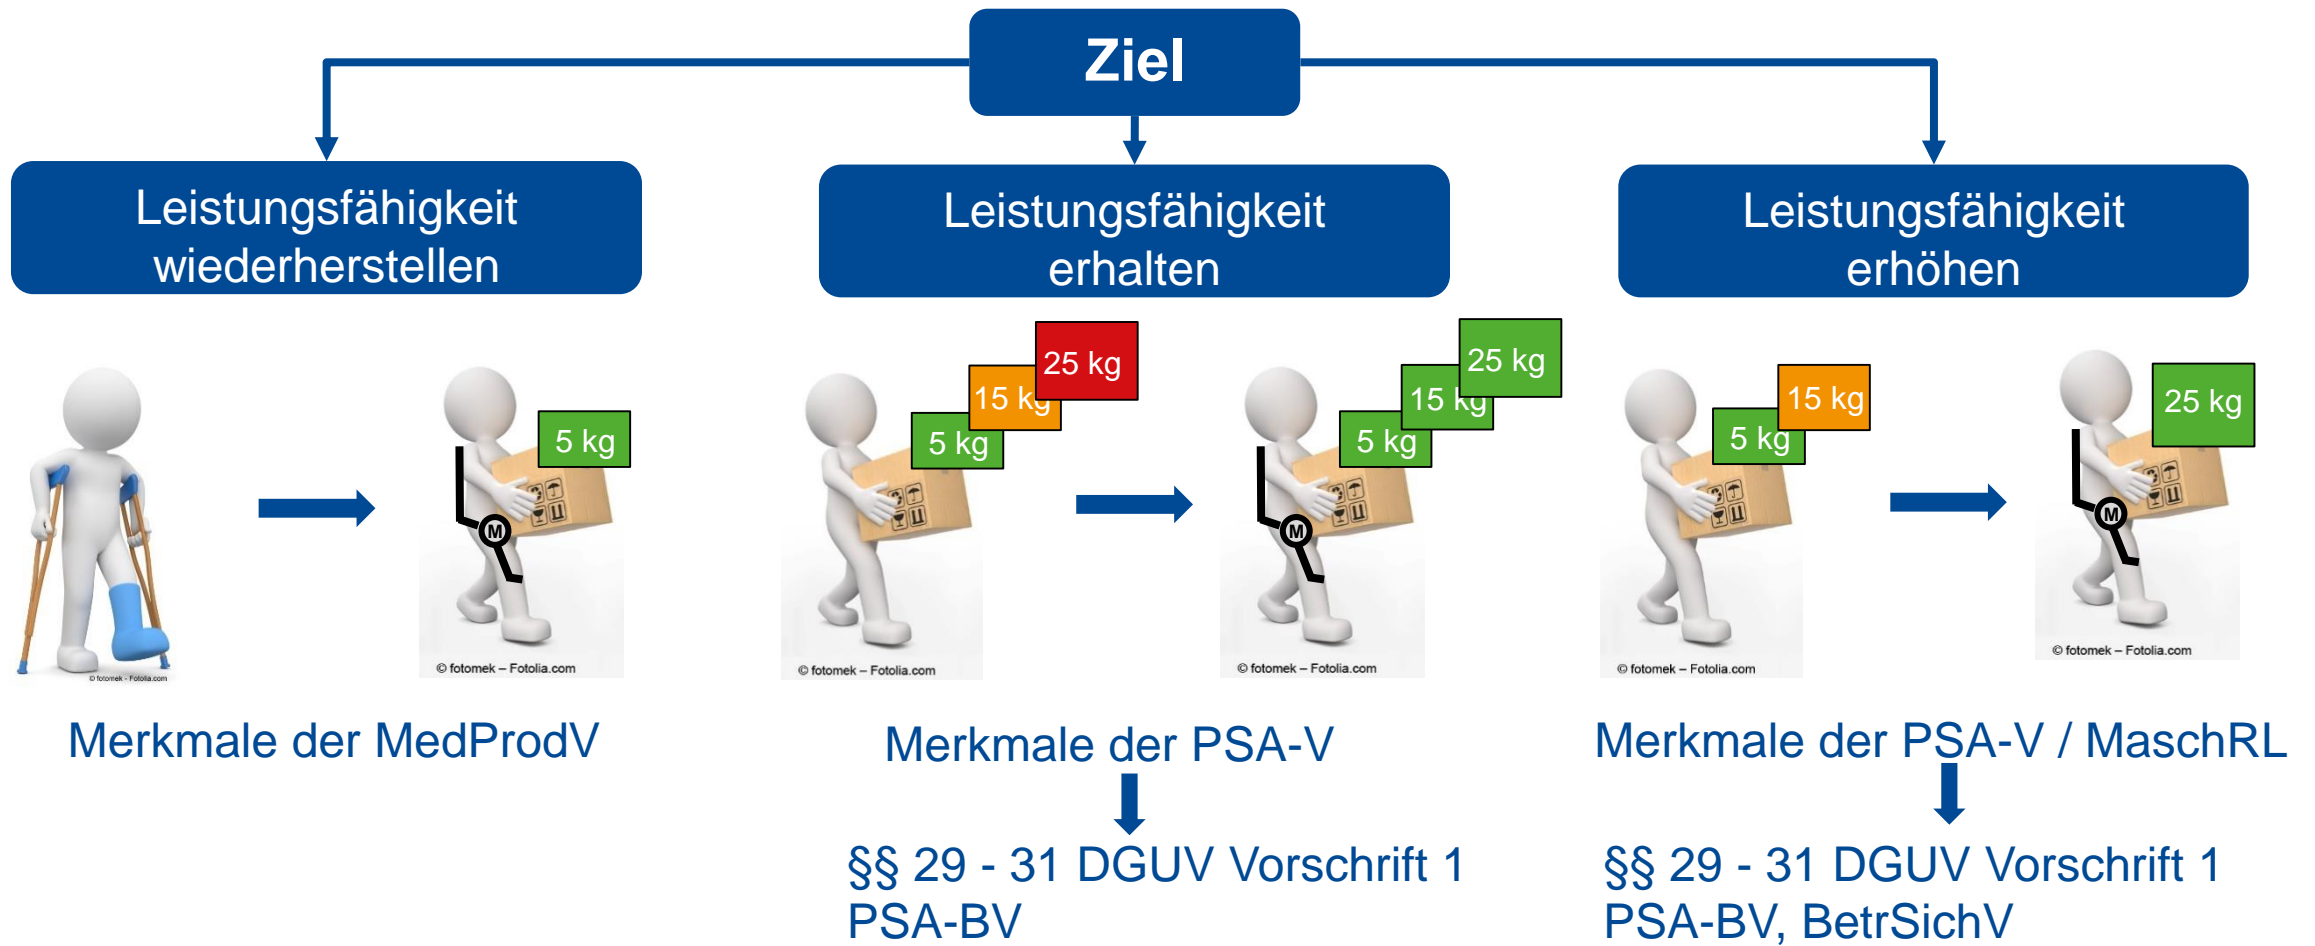 Ziel
Leistungsfähigkeit
wiederherstellen
Leistungsfähigkeit
erhalten
Leistungsfähigkeit
erhöhen
5 kg
M
© fotomek - Fotolia.com
© fotomek – Fotolia.com
5 kg
15 kg
25 kg
© fotomek – Fotolia.com
5 kg
15 kg
25 kg
M
© fotomek – Fotolia.com
5 kg
15 kg
© fotomek – Fotolia.com
25 kg
M
© fotomek – Fotolia.com
Merkmale der MedProdV
Merkmale der PSA-V
§§ 29 - 31 DGUV Vorschrift 1
PSA-BV
Merkmale der PSA-V / MaschRL
§§ 29 - 31 DGUV Vorschrift 1
PSA-BV, BetrSichV